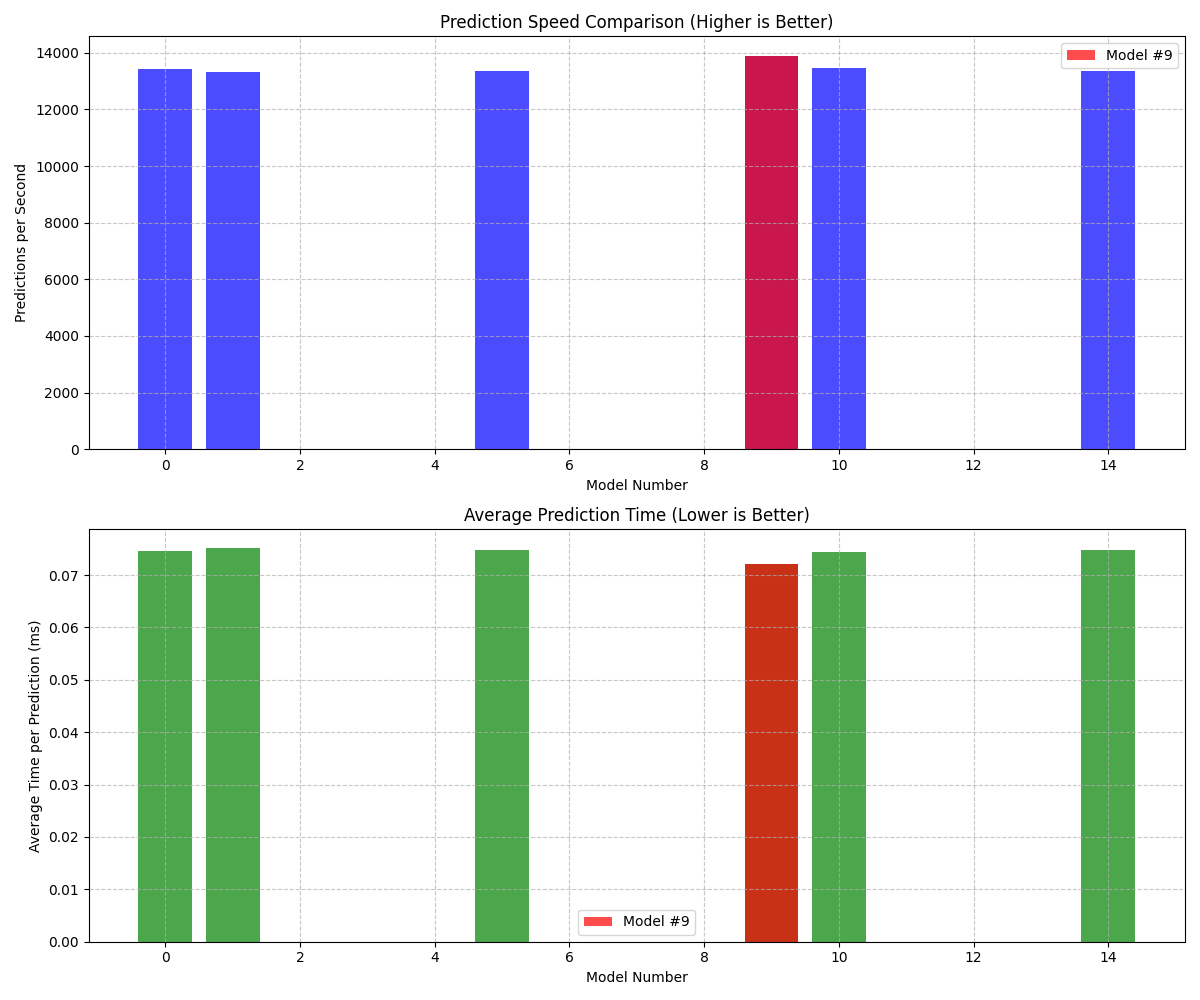 Prediction Speed Comparison (Higher is Better)
14000
12000
10000
8000
6000
4000
2000
0
Predictions per Second
Model #9
0 2 4 6 8 10 12 14
Model Number
Average Prediction Time (Lower is Better)
0.07
0.06
0.05
0.04
0.03
0.02
0.01
0.00
Average Time per Prediction (ms)
Model #9
0 2 4 6 8 10 12 14
Model Number